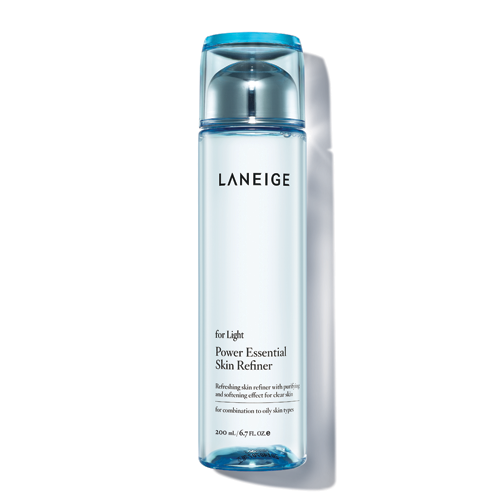 LANEIGE
for Light
Power Essential
Skin Refiner
Refreshing skin refiner with purifying
and softening effect for clear skin
for combination to oily skin types
200 mL / 6.7 FL. OZ. e